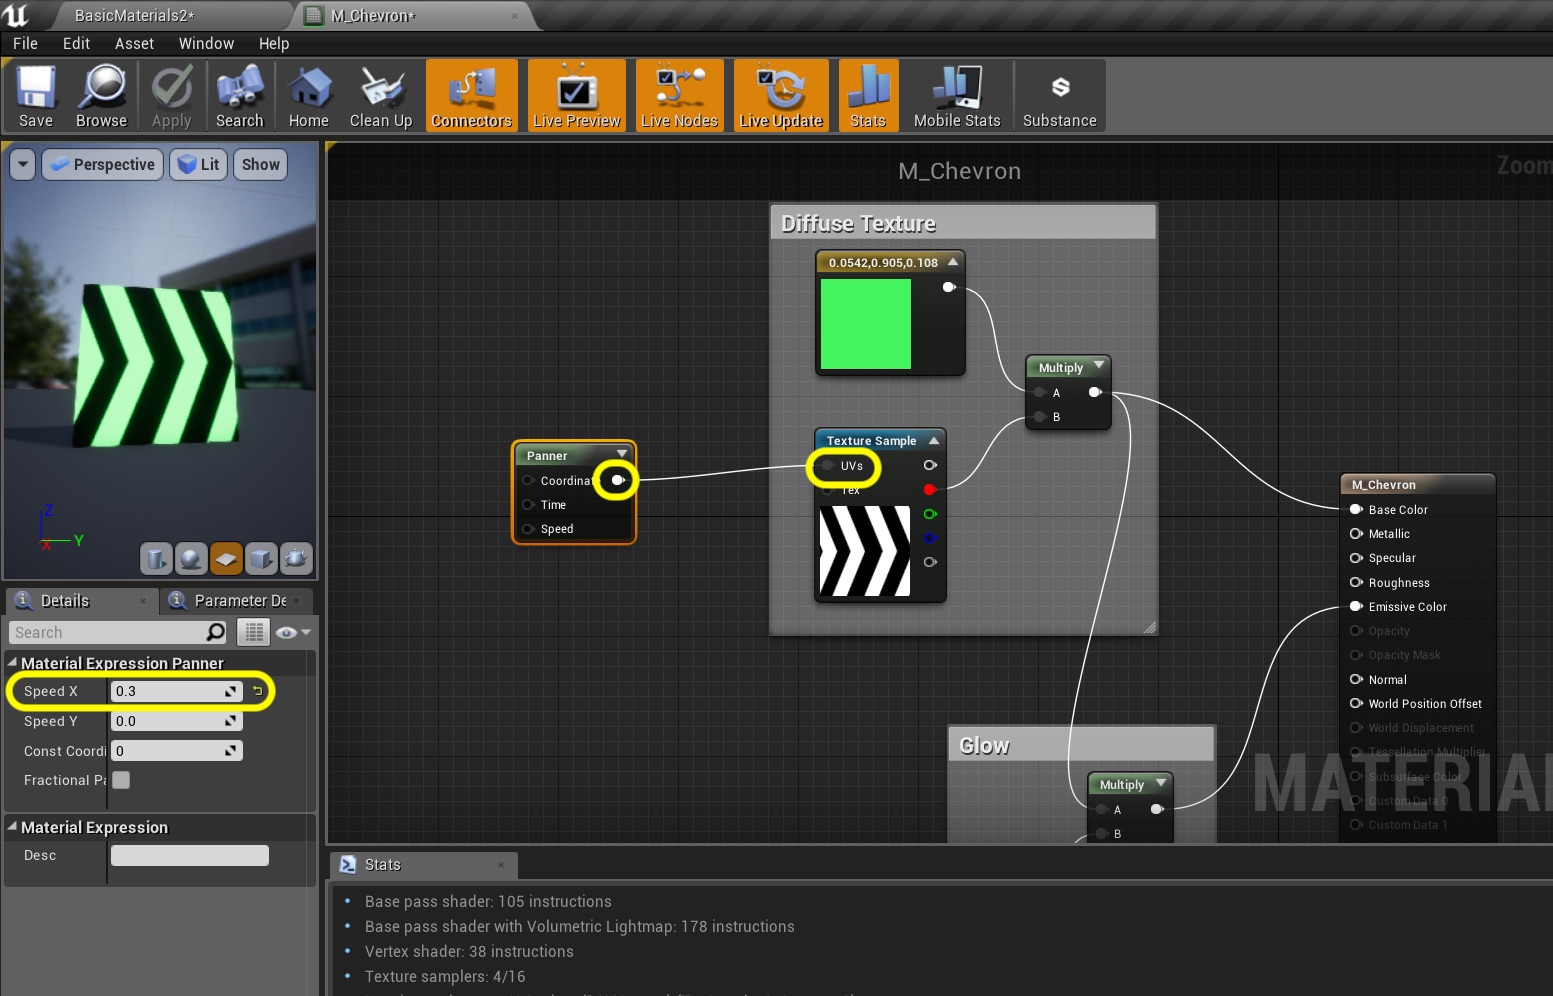 BasicMaterials2*
M_Chevron*
File Edit Asset Window Help
Save Browse Apply Search Home Clean Up Connectors Live Preview Live Nodes Live Update Stats Mobile Stats Substance
Perspective Lit Show
M_Chevron
Zoom
Diffuse Texture
0.0542,0.905,0.108
Multiply
A
B
Texture Sample
UVs
Tex
Panner
Coordinat
Time
Speed
M_Chevron
Base Color
Metallic
Specular
Roughness
Emissive Color
Opacity
Opacity Mask
Normal
World Position Offset
World Displacement
Tessellation Multiplier
Subsurface Color
Custom Data 0
Custom Data 1
MATERIA
Glow
Multiply
A
B
Z
Y
X
Details
Parameter De
Search
Material Expression Panner
Speed X 0.3
Speed Y 0.0
Const Coordi 0
Fractional Pa
Material Expression
Desc
Stats
Base pass shader: 105 instructions
Base pass shader with Volumetric Lightmap: 178 instructions
Vertex shader: 38 instructions
Texture samplers: 4/16